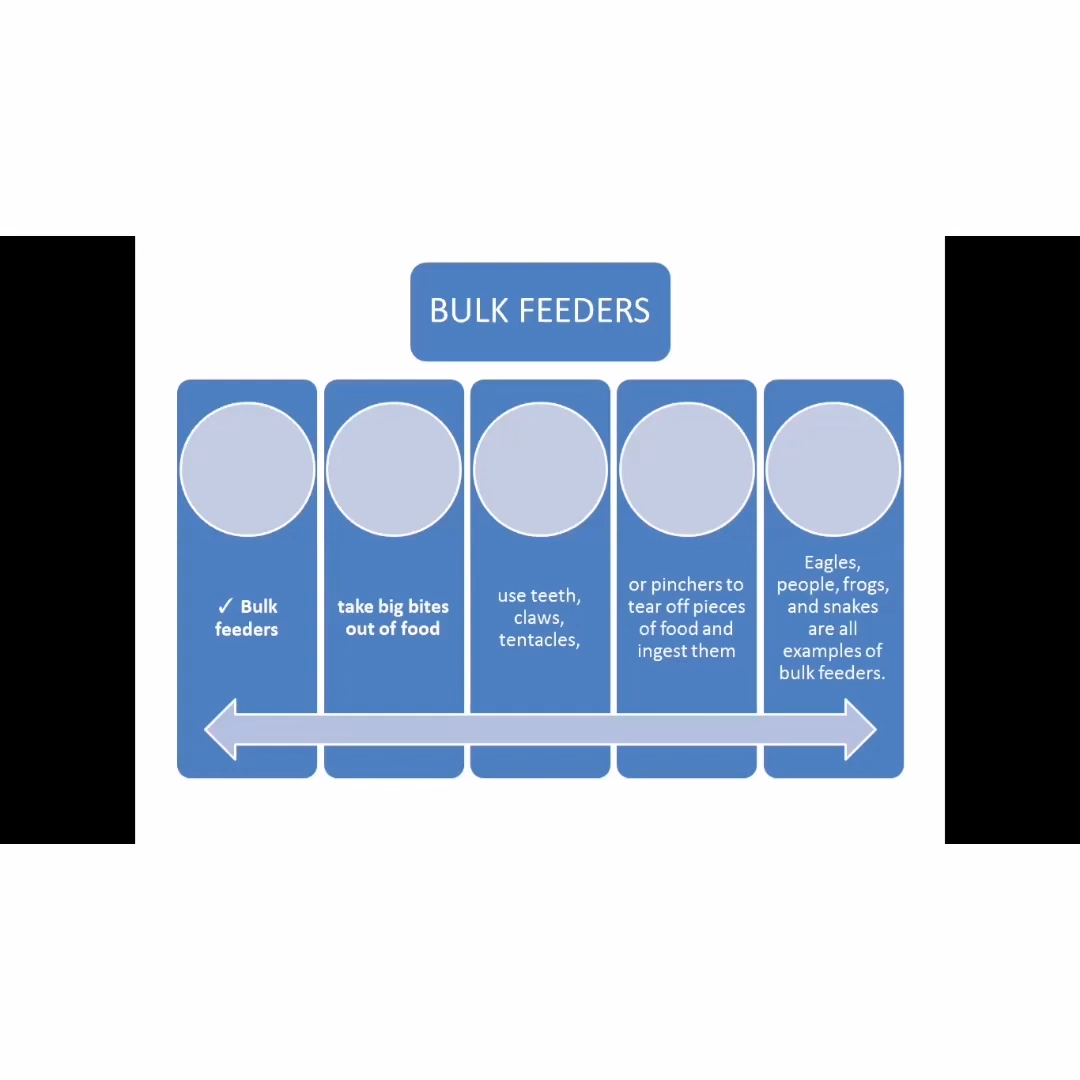 BULK FEEDERS
✓ Bulk
feeders
take big bites
out of food
use teeth,
claws,
tentacles,
or pinchers to
tear off pieces
of food and
ingest them
Eagles,
people, frogs,
and snakes
are all
examples of
bulk feeders.